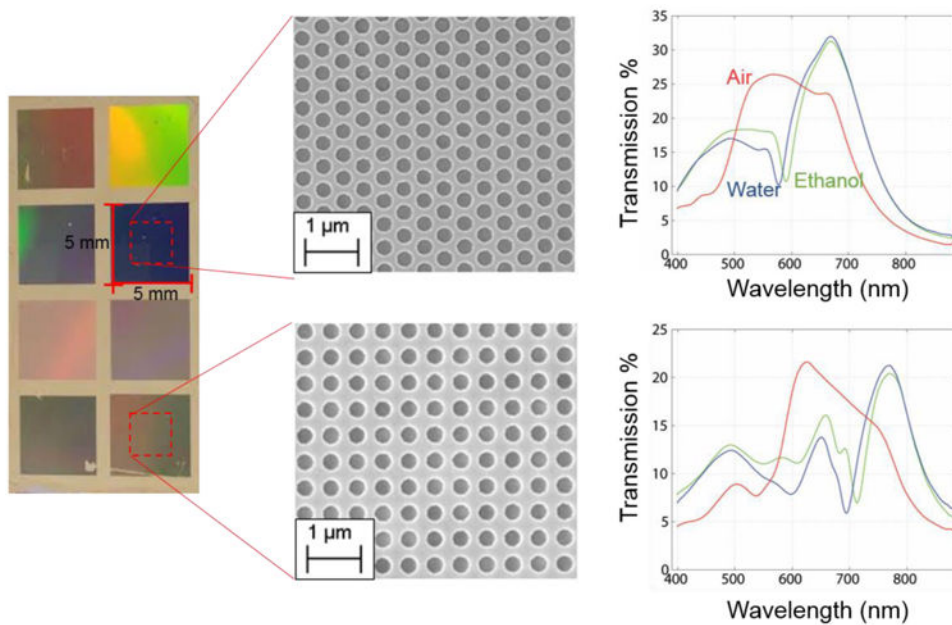 5 mm
5 mm
1 µm
35
30
25
20
15
10
5
0
Transmission %
Air
Water
Ethanol
400 500 600 700 800
Wavelength (nm)
1 µm
25
20
15
10
5
0
Transmission %
400 500 600 700 800
Wavelength (nm)